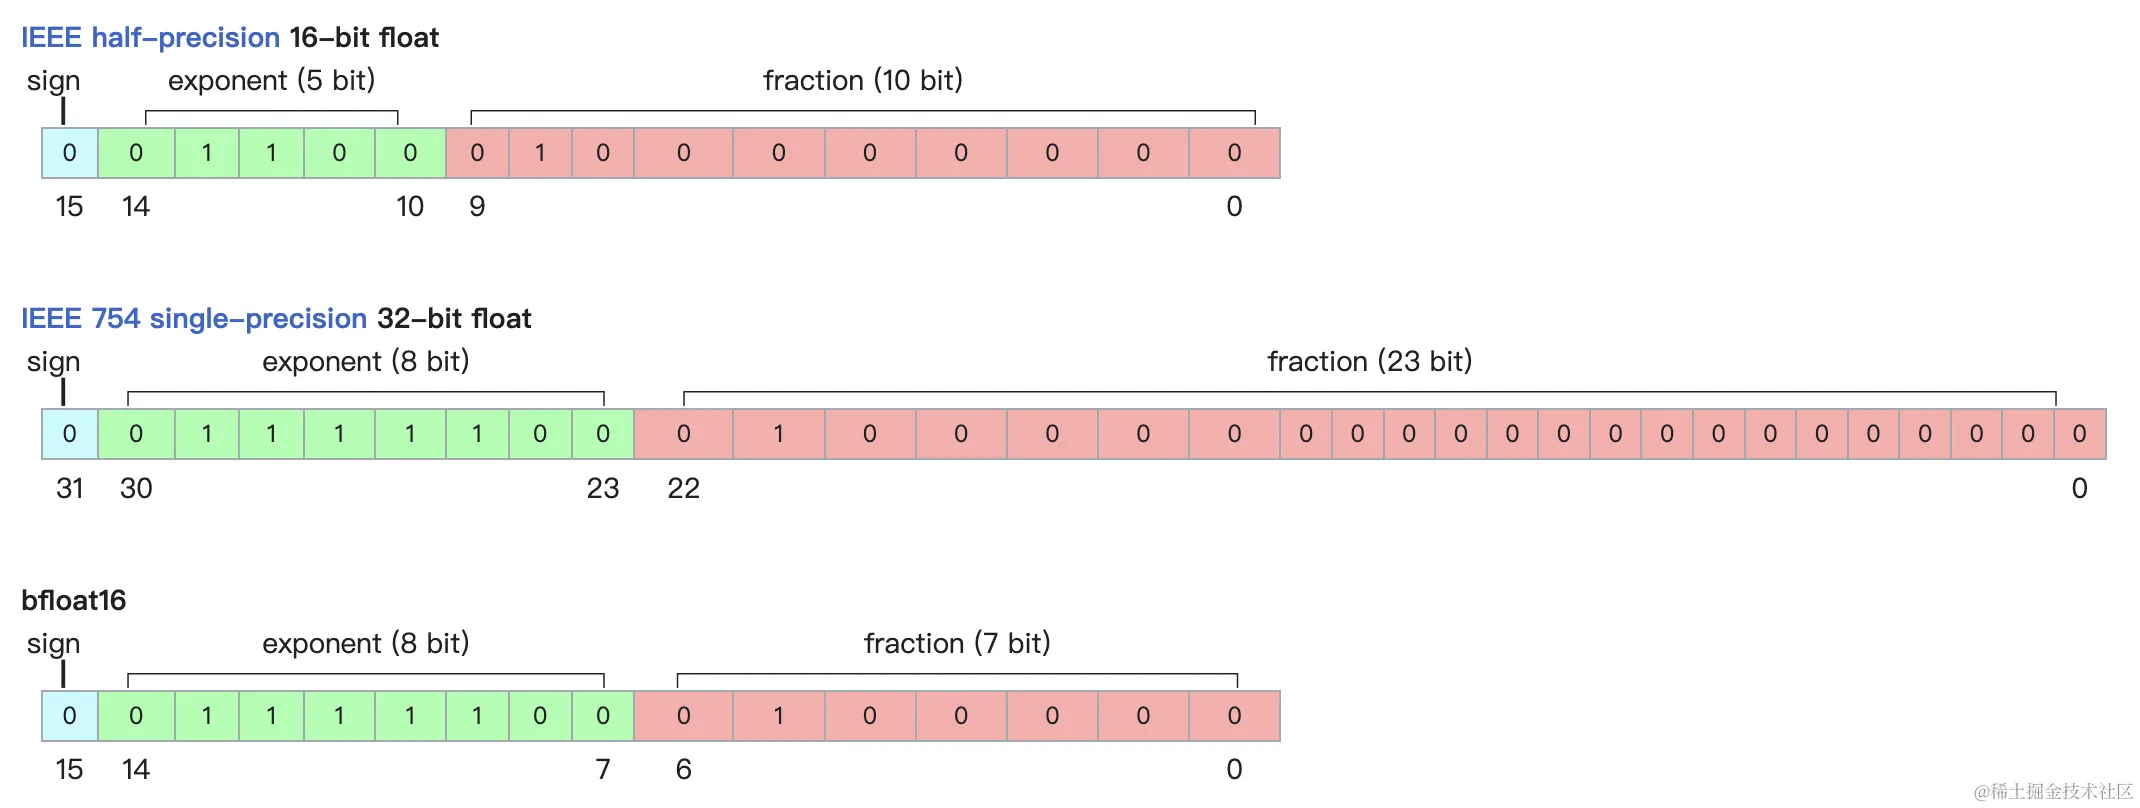 IEEE half-precision 16-bit float
sign exponent (5 bit) fraction (10 bit)
0 0 1 1 0 0 0 1 0 0 0 0 0 0 0 0
15 14 10 9 0
IEEE 754 single-precision 32-bit float
sign exponent (8 bit) fraction (23 bit)
0 0 1 1 1 1 1 0 0 0 1 0 0 0 0 0 0 0 0 0 0 0 0 0 0 0 0 0 0 0 0 0
31 30 23 22 0
bfloat16
sign exponent (8 bit) fraction (7 bit)
0 0 1 1 1 1 1 0 0 0 1 0 0 0 0 0
15 14 7 6 0
@稀土掘金技术社区